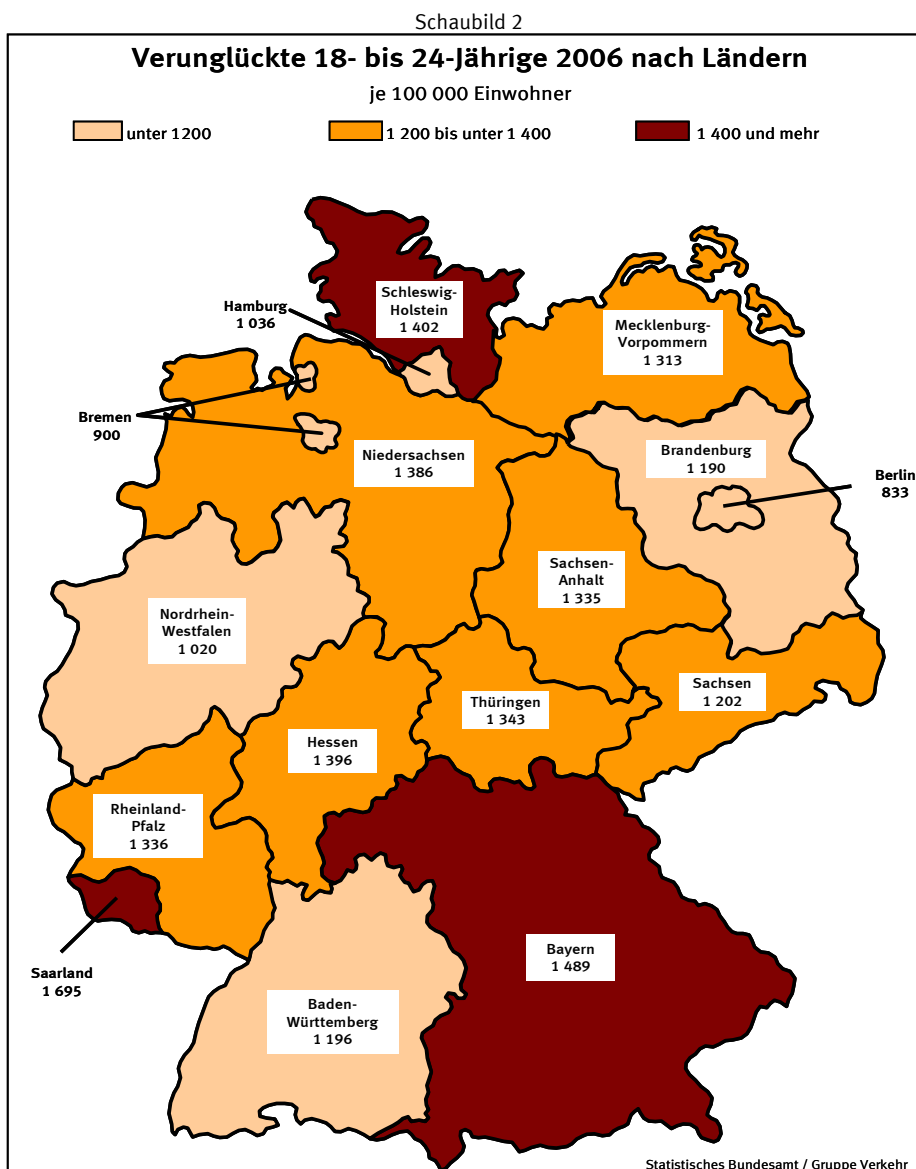 Schaubild 2
Verunglückte 18- bis 24-Jährige 2006 nach Ländern
je 100 000 Einwohner
unter 1200
1 200 bis unter 1 400
1 400 und mehr
Schleswig-
Holstein
1 402
Hamburg
1 036
Mecklenburg-
Vorpommern
1 313
Bremen
900
Niedersachsen
1 386
Brandenburg
1 190
Berlin
833
Sachsen-
Anhalt
1 335
Nordrhein-
Westfalen
1 020
Sachsen
1 202
Thüringen
1 343
Hessen
1 396
Rheinland-
Pfalz
1 336
Saarland
1 695
Bayern
1 489
Baden-
Württemberg
1 196
Statistisches Bundesamt / Gruppe Verkehr